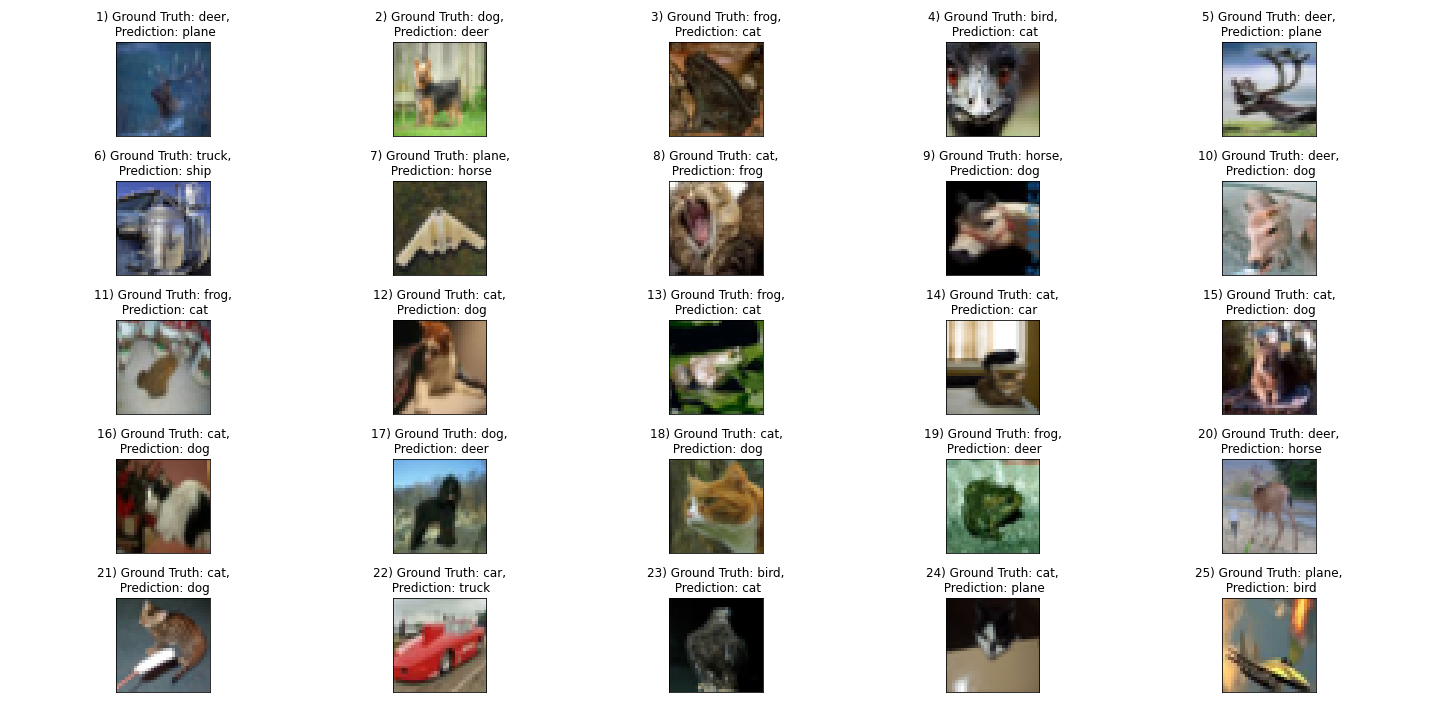 1) Ground Truth: deer,
Prediction: plane
2) Ground Truth: dog,
Prediction: deer
3) Ground Truth: frog,
Prediction: cat
4) Ground Truth: bird,
Prediction: cat
5) Ground Truth: deer,
Prediction: plane
6) Ground Truth: truck,
Prediction: ship
7) Ground Truth: plane,
Prediction: horse
8) Ground Truth: cat,
Prediction: frog
9) Ground Truth: horse,
Prediction: dog
10) Ground Truth: deer,
Prediction: dog
11) Ground Truth: frog,
Prediction: cat
12) Ground Truth: cat,
Prediction: dog
13) Ground Truth: frog,
Prediction: cat
14) Ground Truth: cat,
Prediction: car
15) Ground Truth: cat,
Prediction: dog
16) Ground Truth: cat,
Prediction: dog
17) Ground Truth: dog,
Prediction: deer
18) Ground Truth: cat,
Prediction: dog
19) Ground Truth: frog,
Prediction: deer
20) Ground Truth: deer,
Prediction: horse
21) Ground Truth: cat,
Prediction: dog
22) Ground Truth: car,
Prediction: truck
23) Ground Truth: bird,
Prediction: cat
24) Ground Truth: cat,
Prediction: plane
25) Ground Truth: plane,
Prediction: bird